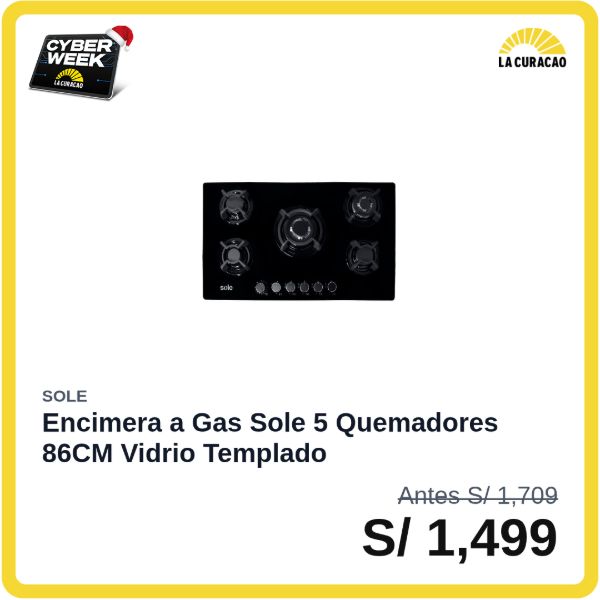 CYBER
WEEK
LA CURACAO
LA CURACAO
sole
SOLE
Encimera a Gas Sole 5 Quemadores
86CM Vidrio Templado
Antes S/ 1,709
S/ 1,499